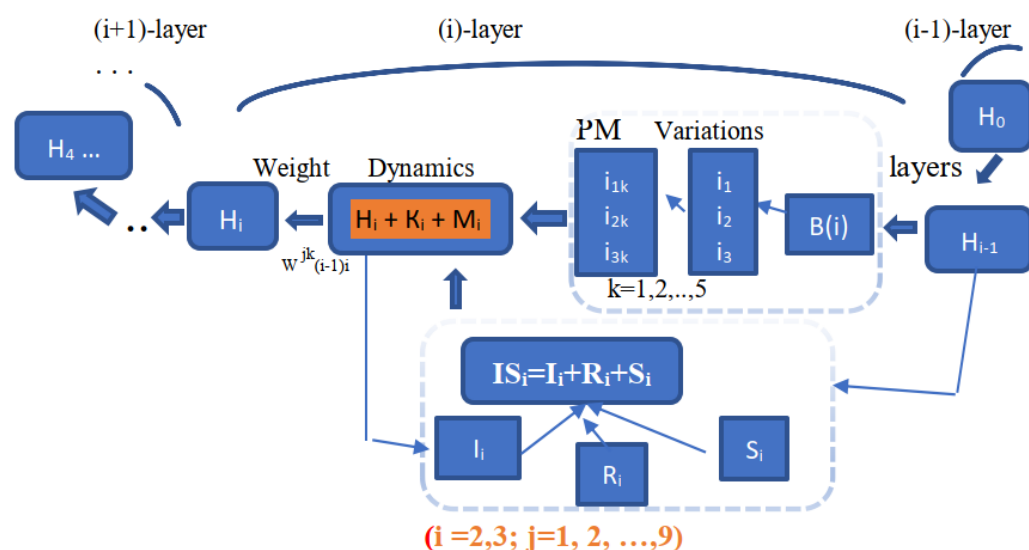 (i+1)-layer (i)-layer (i-1)-layer
. . .
H₀
PM Variations
H₄ ...
Weight Dynamics
layers
i₁ₖ i₁
i₂ₖ i₂ B(i)
i₃ₖ i₃
.. Hᵢ Hᵢ + Kᵢ + Mᵢ
Hᵢ₋₁
W ʲᵏ₍ᵢ₋₁₎ᵢ
k=1,2,..,5
ISᵢ=Iᵢ+Rᵢ+Sᵢ
Iᵢ Rᵢ Sᵢ
(i =2,3; j=1, 2, ...,9)